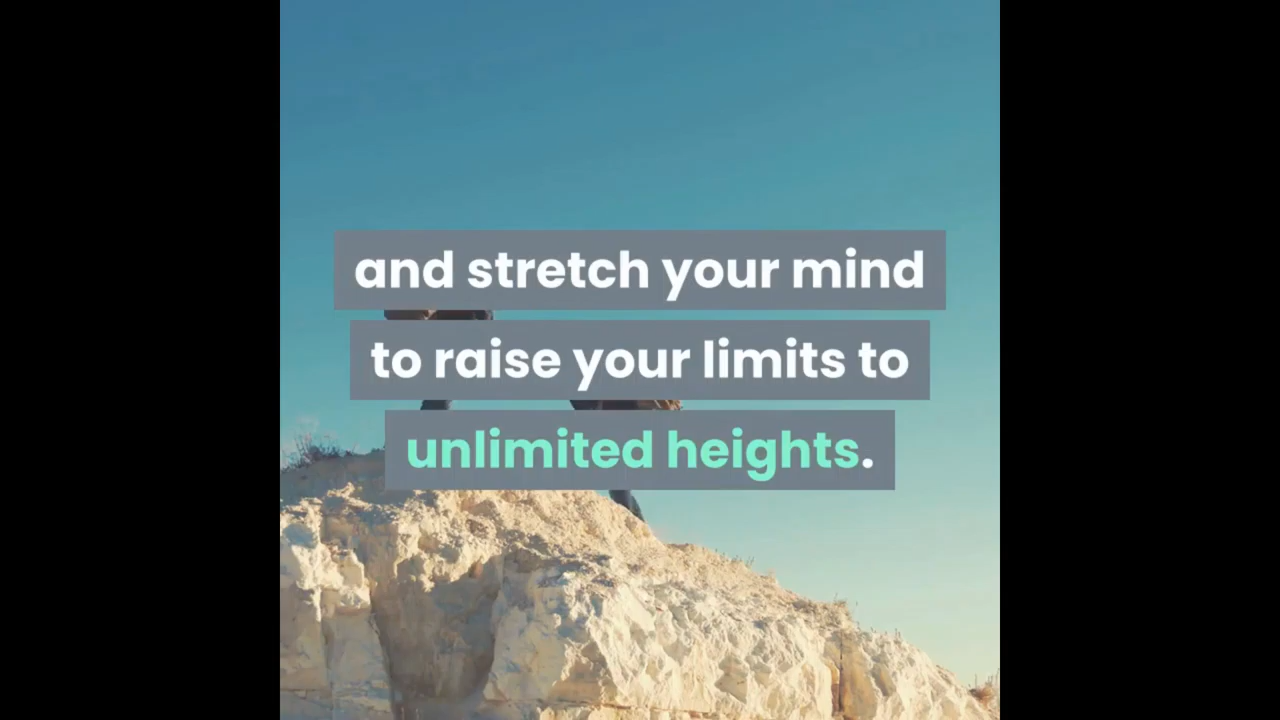 and stretch your mind
to raise your limits to
unlimited heights.